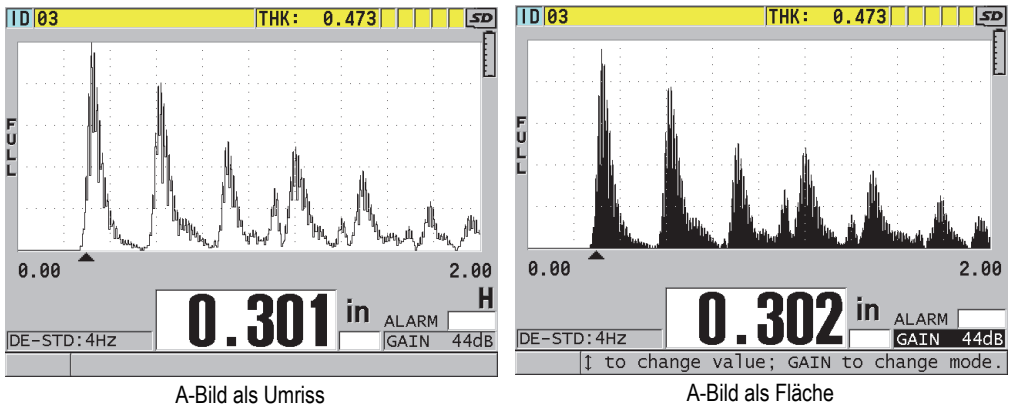 ID 03 THK: 0.473 SD
FULL
0.00 2.00
0.301 in H
ALARM
DE-STD:4Hz GAIN 44dB
A-Bild als Umriss
ID 03 THK: 0.473 SD
FULL
0.00 2.00
0.302 in
ALARM
DE-STD:4Hz GAIN 44dB
↕ to change value; GAIN to change mode.
A-Bild als Fläche